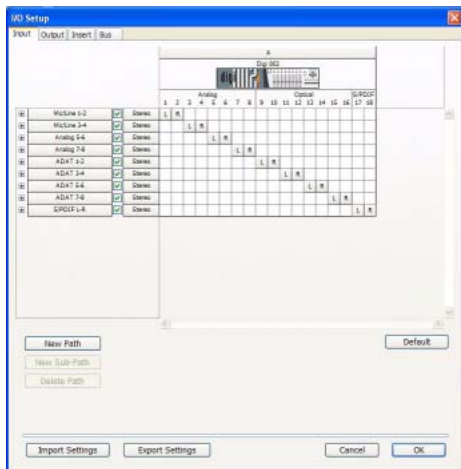 I/O Setup
Input Output Insert Bus
A
Digi 002
digi
Analog Optical S/PDIF
1 2 3 4 5 6 7 8 9 10 11 12 13 14 15 16 17 18
Mic/Line 1-2 Stereo L R
Mic/Line 3-4 Stereo L R
Analog 5-6 Stereo L R
Analog 7-8 Stereo L R
ADAT 1-2 Stereo L R
ADAT 3-4 Stereo L R
ADAT 5-6 Stereo L R
ADAT 7-8 Stereo L R
S/PDIF L-R Stereo L R
New Path Default
New Sub-Path
Delete Path
Import Settings Export Settings Cancel OK